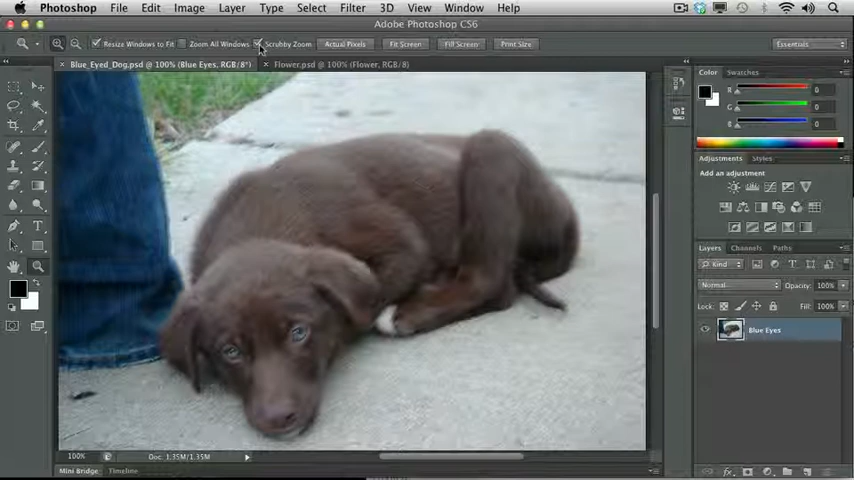 Photoshop File Edit Image Layer Type Select Filter 3D View Window Help
Adobe Photoshop CS6
Resize Windows to Fit Zoom All Windows Scrubby Zoom Actual Pixels Fit Screen Fill Screen Print Size Essentials
Blue_Eyed_Dog.psd @ 100% (Blue Eyes, RGB/8*) Flower.psd @ 100% (Flower, RGB/8)
Color Swatches
R 0
G 0
B 0
Adjustments Styles
Add an adjustment
Layers Channels Paths
Kind
Normal Opacity: 100%
Lock: Fill: 100%
Blue Eyes
100% Doc: 1.35M/1.35M
Mini Bridge Timeline